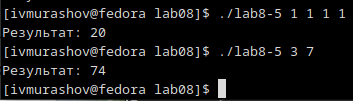 [ivmurashov@fedora lab08]$ ./lab8-5 1 1 1 1
Результат: 20
[ivmurashov@fedora lab08]$ ./lab8-5 3 7
Результат: 74
[ivmurashov@fedora lab08]$